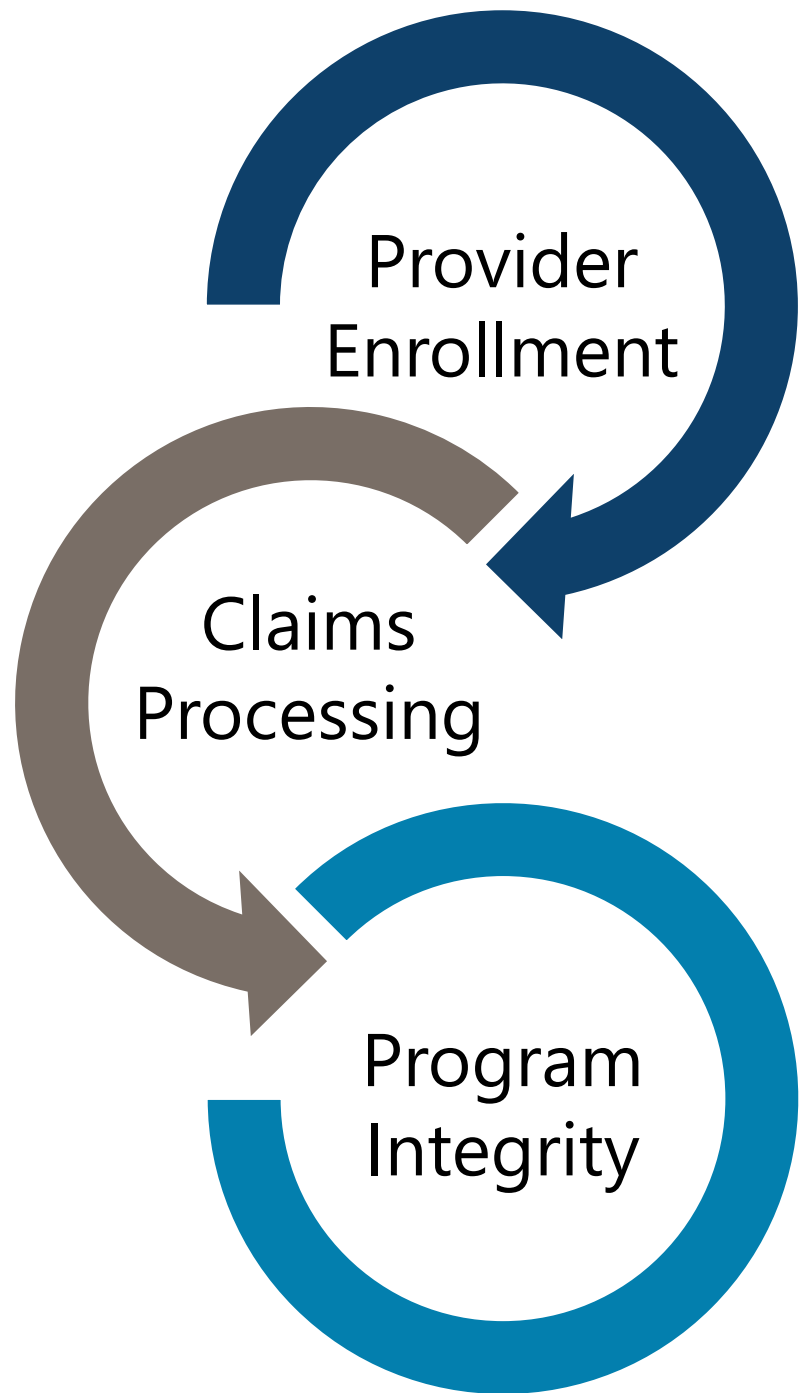 Provider
Enrollment
Claims
Processing
Program
Integrity